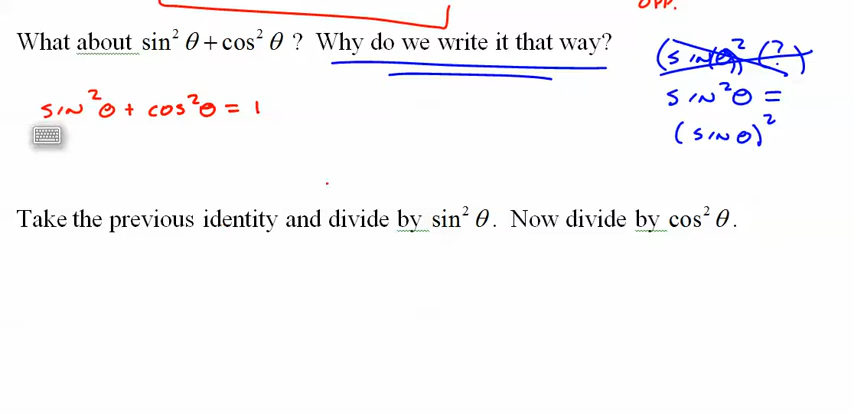 OPP.
What about sin² θ + cos² θ ? Why do we write it that way?
sin²θ + cos²θ = 1
sin²θ =
(sin θ)²
Take the previous identity and divide by sin² θ. Now divide by cos² θ.